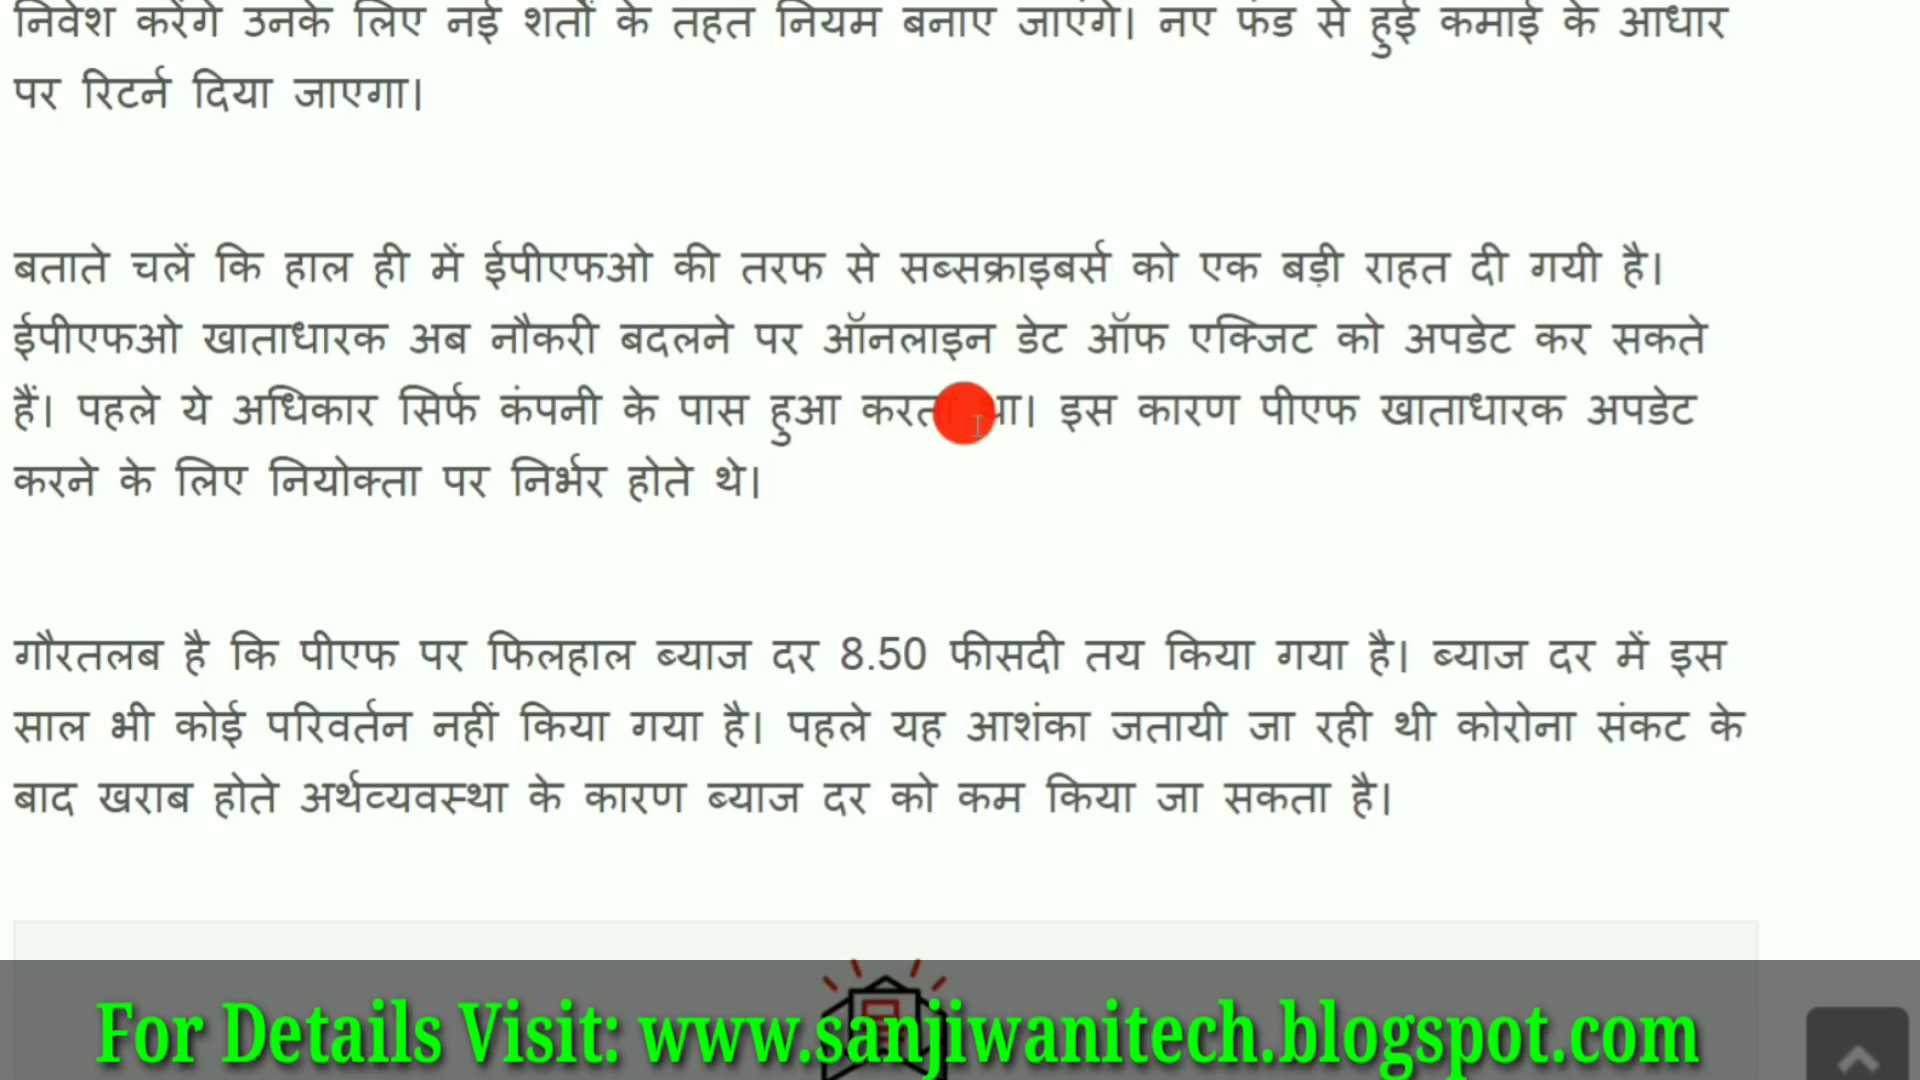 निवेश करेंगे उनके लिए नई शर्तों के तहत नियम बनाए जाएंगे। नए फंड से हुई कमाई के आधार
पर रिटर्न दिया जाएगा।
बताते चलें कि हाल ही में ईपीएफओ की तरफ से सब्सक्राइबर्स को एक बड़ी राहत दी गयी है।
ईपीएफओ खाताधारक अब नौकरी बदलने पर ऑनलाइन डेट ऑफ एक्जिट को अपडेट कर सकते
हैं। पहले ये अधिकार सिर्फ कंपनी के पास हुआ करता था। इस कारण पीएफ खाताधारक अपडेट
करने के लिए नियोक्ता पर निर्भर होते थे।
गौरतलब है कि पीएफ पर फिलहाल ब्याज दर 8.50 फीसदी तय किया गया है। ब्याज दर में इस
साल भी कोई परिवर्तन नहीं किया गया है। पहले यह आशंका जतायी जा रही थी कोरोना संकट के
बाद खराब होते अर्थव्यवस्था के कारण ब्याज दर को कम किया जा सकता है।
For Details Visit: www.sanjiwanitech.blogspot.com